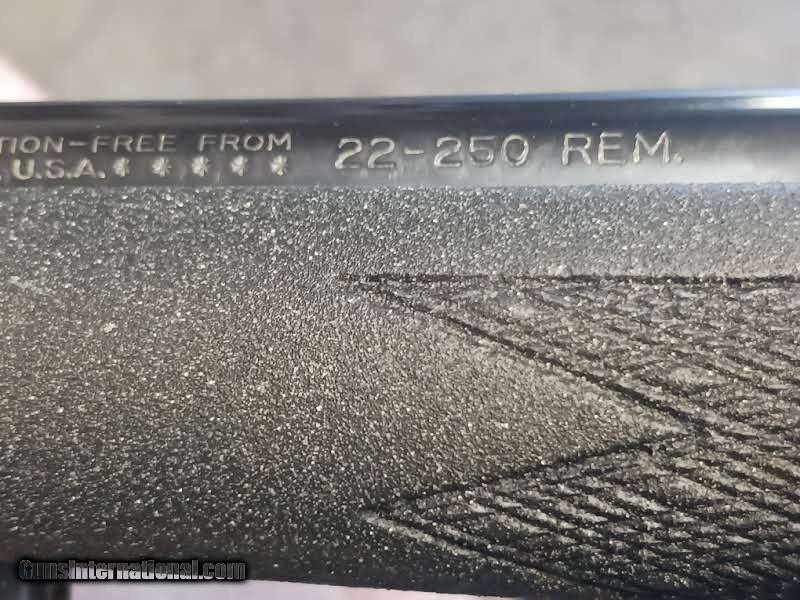 TION-FREE FROM 22-250 REM.
U.S.A. * * * * *
GunsInternational.com